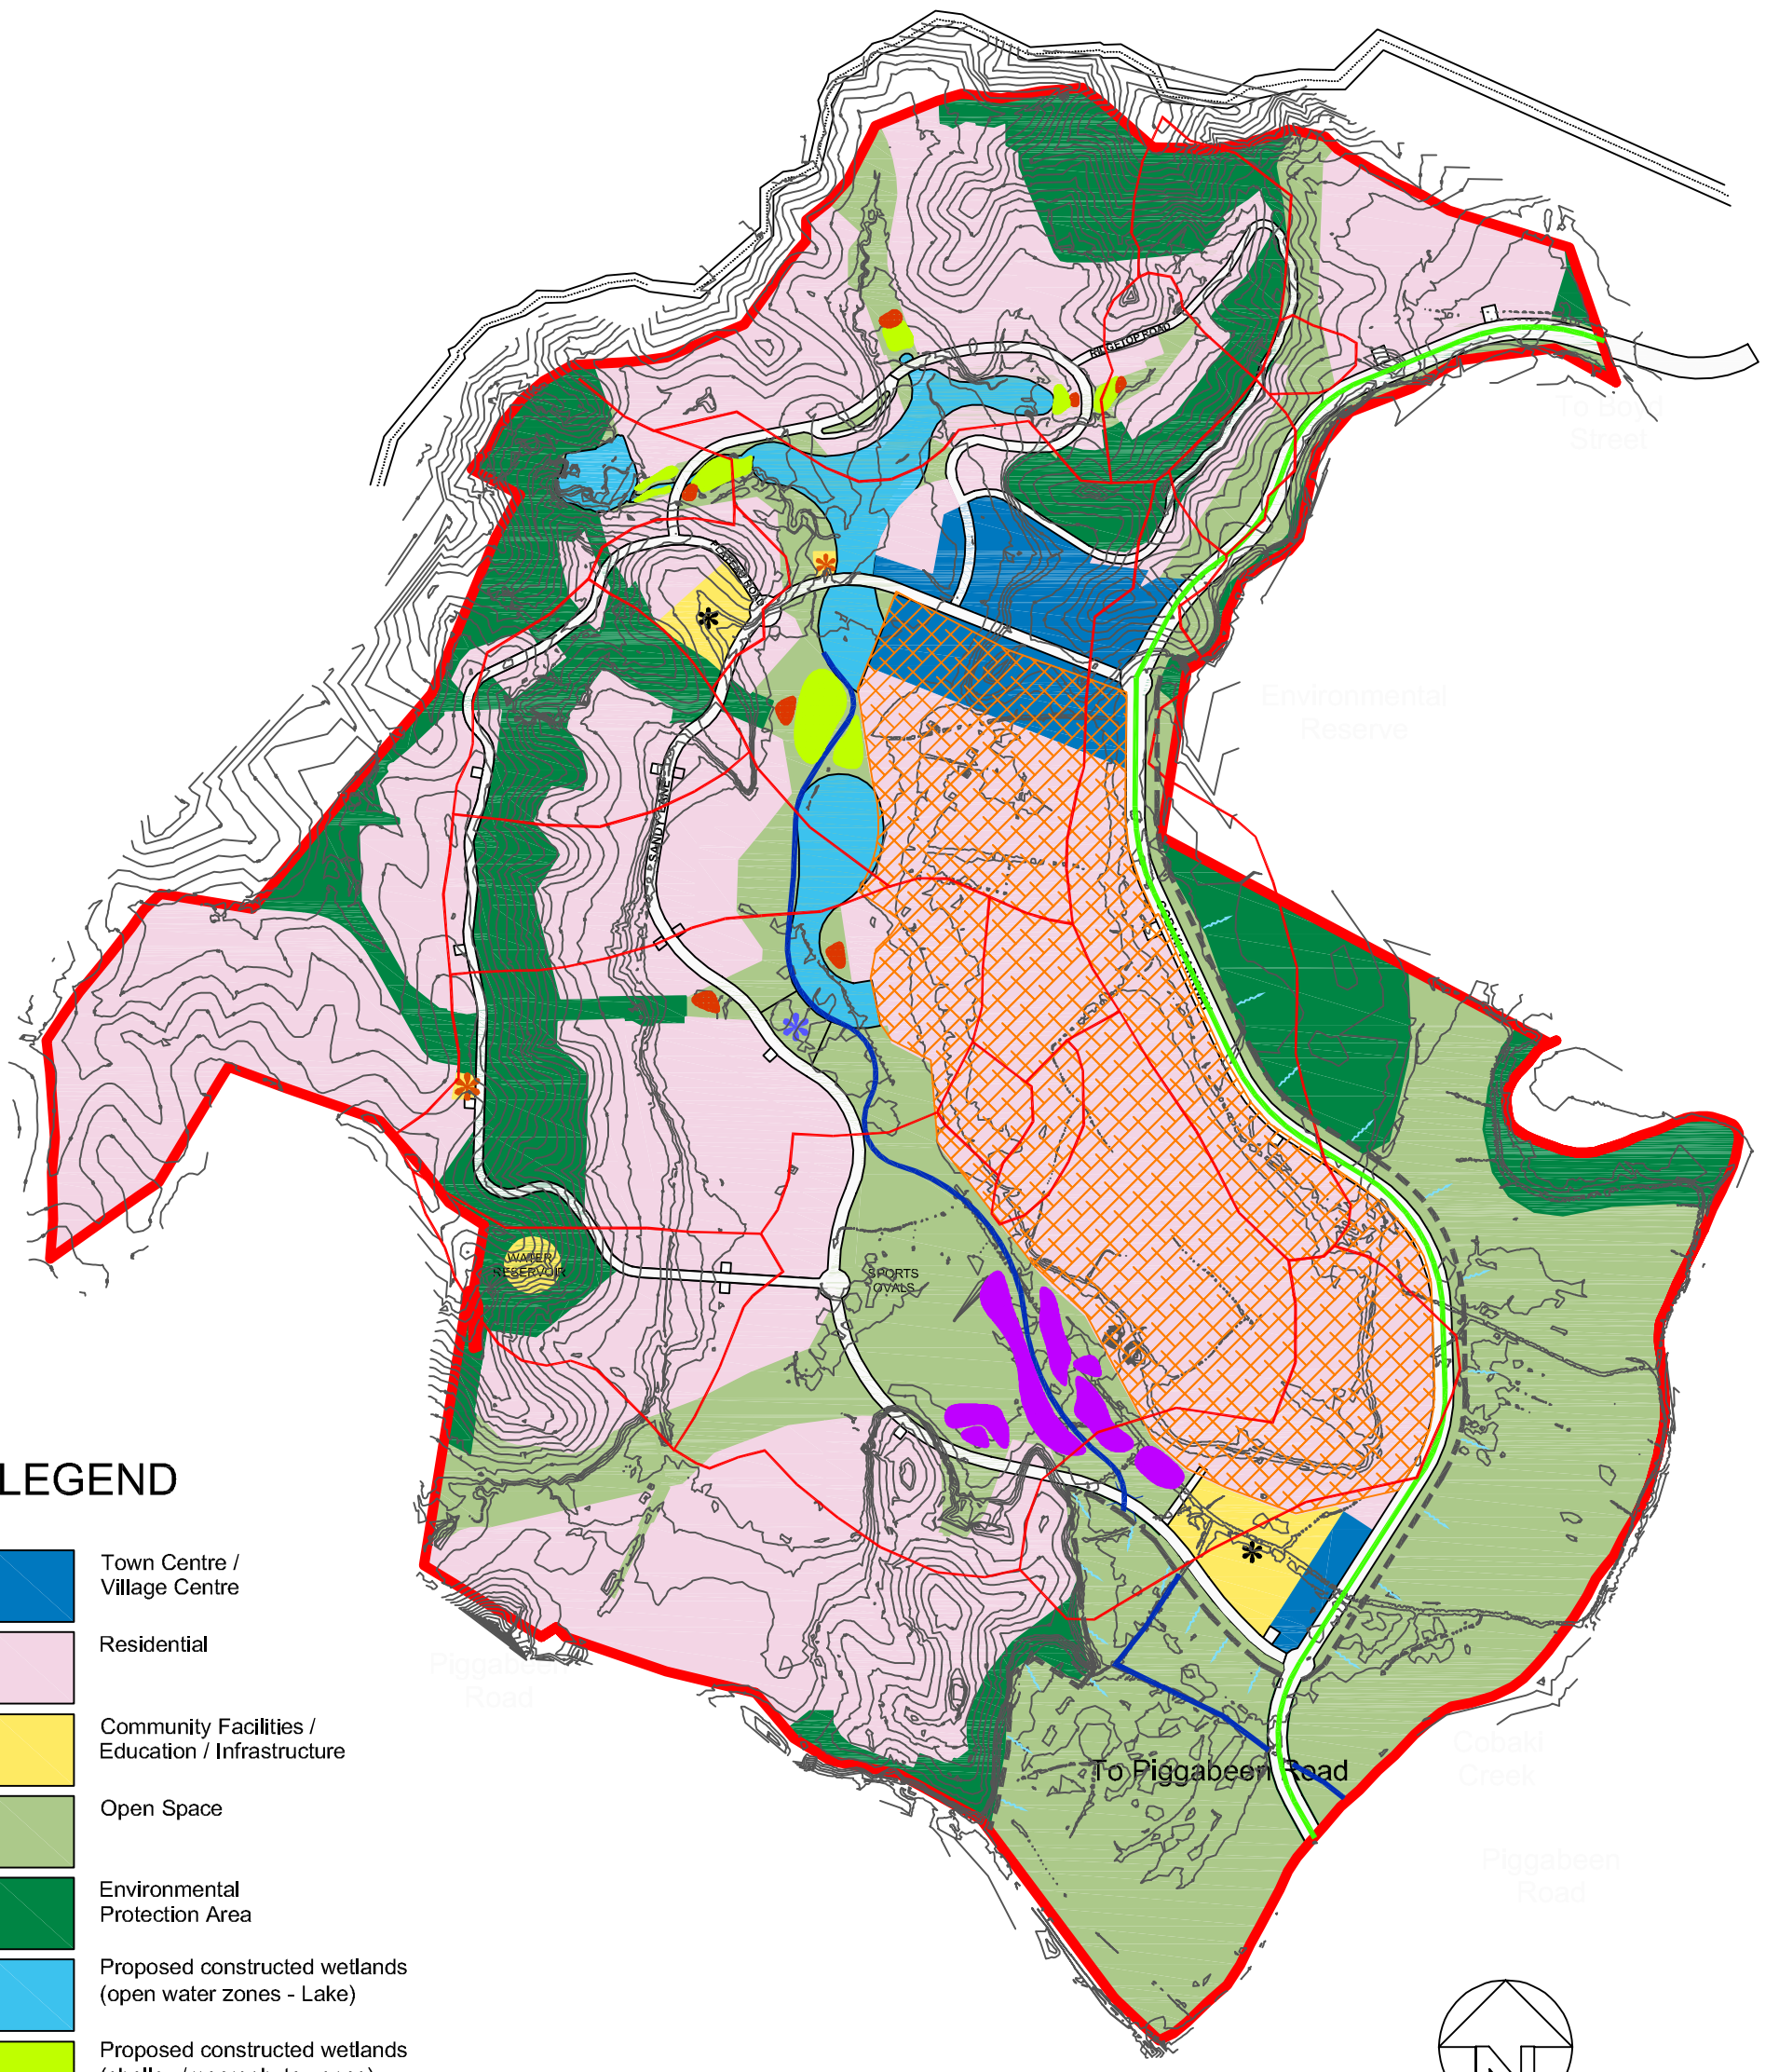 RIDGETOP ROAD
To Boyd
Street
PLATEAU ROAD
Environmental
Reserve
SANDY LANE
WATER
RESERVOIR
SPORTS
OVALS
LEGEND
Town Centre /
Village Centre
Residential
Community Facilities /
Education / Infrastructure
Open Space
Environmental
Protection Area
Proposed constructed wetlands
(open water zones - Lake)
Proposed constructed wetlands
Piggabeen
Road
To Piggabeen Road
Cobaki
Creek
Piggabeen
Road
N